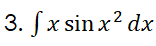 3. ∫ x sin x² dx